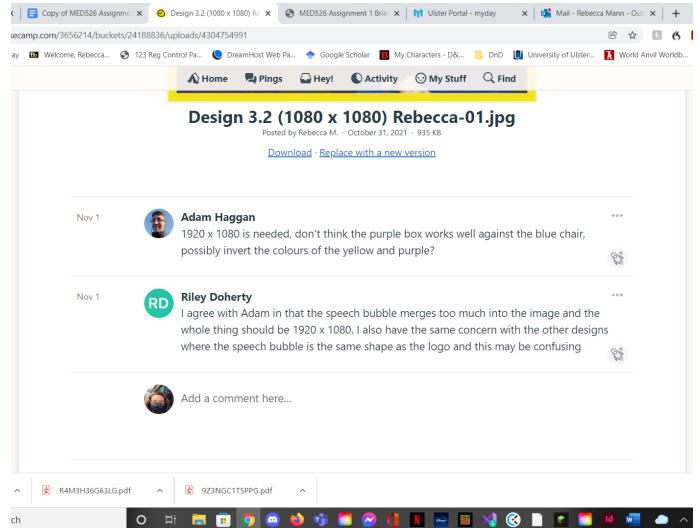 Copy of MED526 Assignme
Design 3.2 (1080 x 1080) Re
MED526 Assignment 1 Brie
Ulster Portal - myday
Mail - Rebecca Mann - Out
secamp.com/3656214/buckets/24188836/uploads/4304754991
ay
Welcome, Rebecca...
123 Reg Control Pa...
DreamHost Web Pa...
Google Scholar
My Characters - D&...
DnD
University of Ulster...
World Anvil Worldb...
Home
Pings
Hey!
Activity
My Stuff
Find
Design 3.2 (1080 x 1080) Rebecca-01.jpg
Posted by Rebecca M. · October 31, 2021 · 935 KB
Download · Replace with a new version
Nov 1
Adam Haggan
1920 x 1080 is needed, don't think the purple box works well against the blue chair,
possibly invert the colours of the yellow and purple?
Nov 1
RD
Riley Doherty
I agree with Adam in that the speech bubble merges too much into the image and the
whole thing should be 1920 x 1080. I also have the same concern with the other designs
where the speech bubble is the same shape as the logo and this may be confusing
Add a comment here...
R4M3H36G63LG.pdf
9Z3NGC1T5PPG.pdf
ch